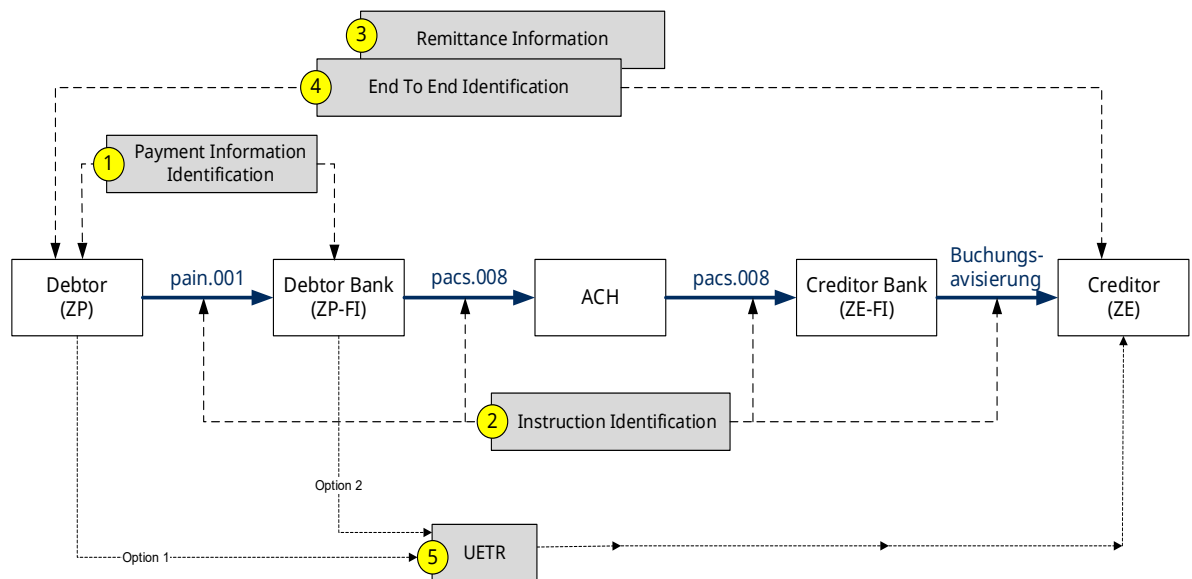 3
Remittance Information
4
End To End Identification
1
Payment Information
Identification
Debtor
(ZP)
pain.001
Debtor Bank
(ZP-FI)
pacs.008
ACH
pacs.008
Creditor Bank
(ZE-FI)
Buchungs-
avisierung
Creditor
(ZE)
2
Instruction Identification
Option 2
Option 1
5
UETR